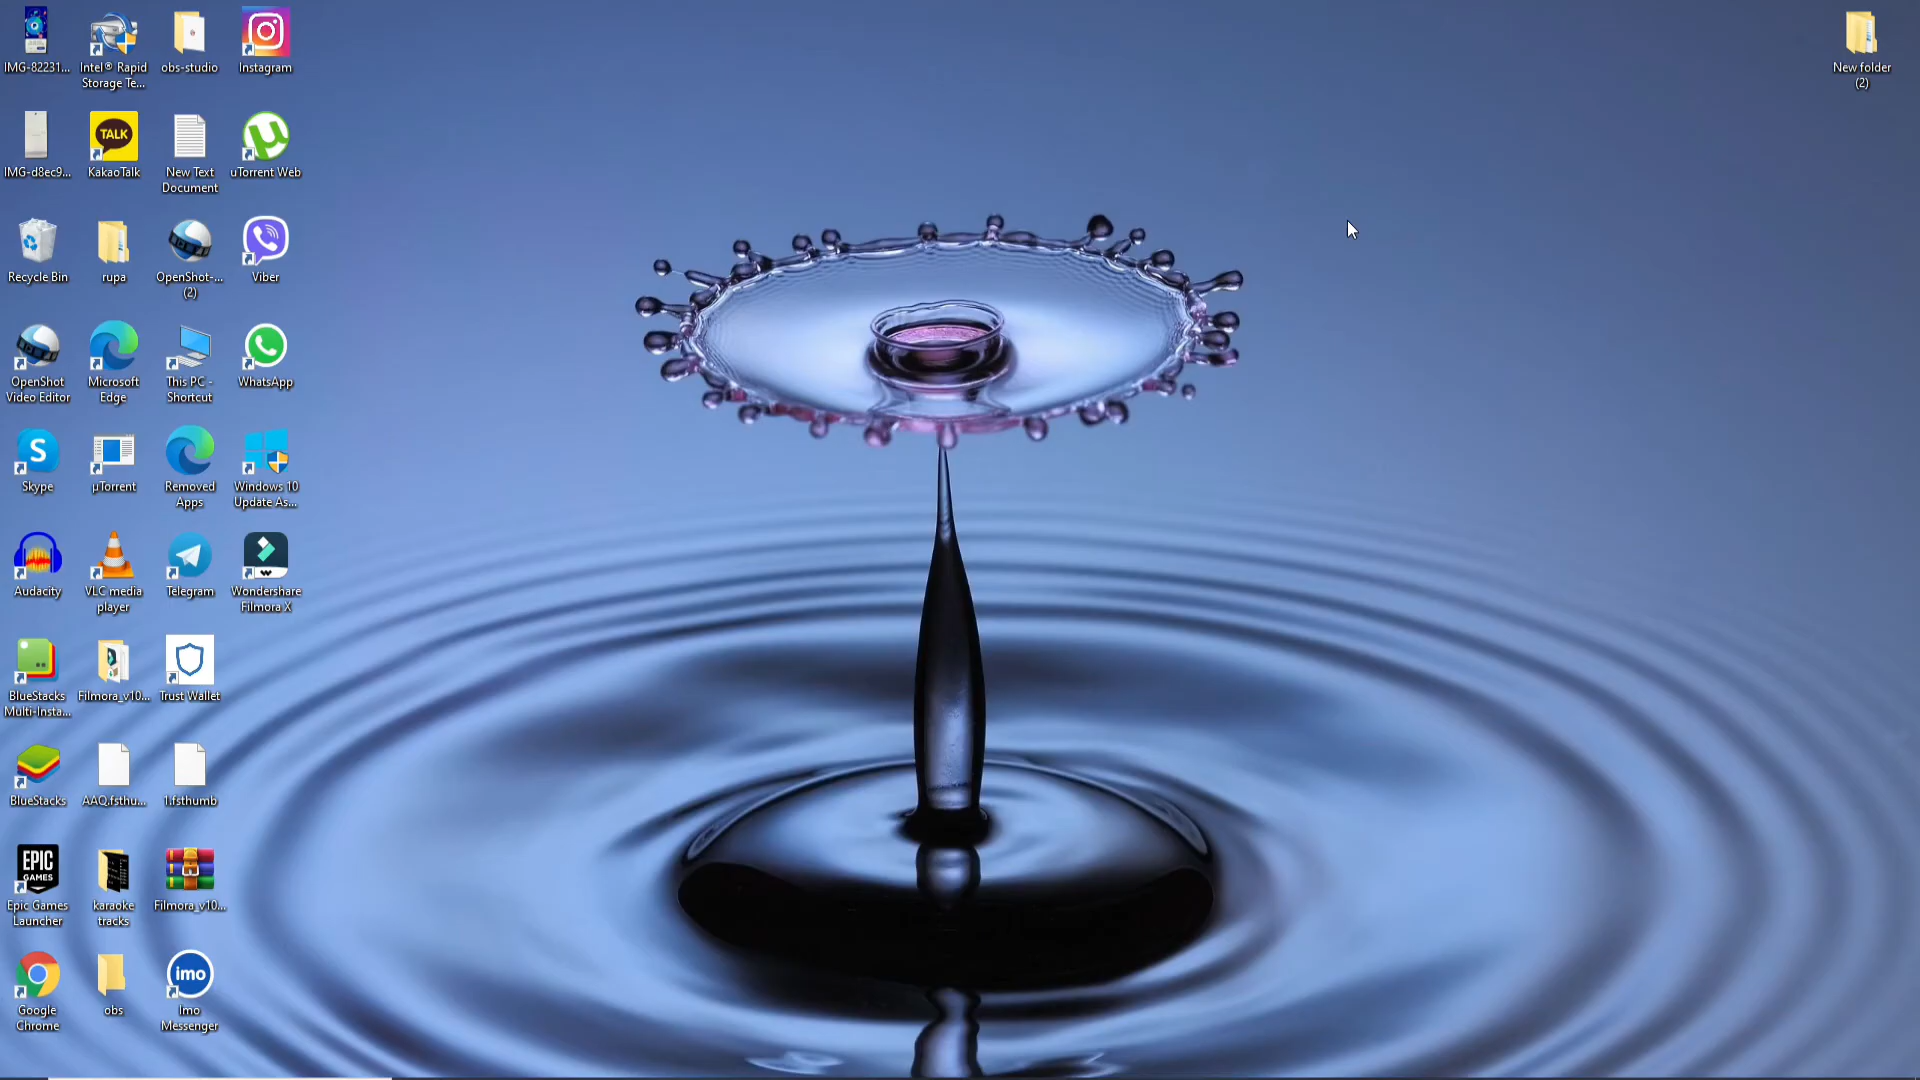 IMG-82231...
Intel® Rapid
Storage Te...
obs-studio
Instagram
New folder
(2)
IMG-d8ec9...
TALK
KakaoTalk
New Text
Document
µ
uTorrent Web
Recycle Bin
rupa
OpenShot-...
(2)
Viber
OpenShot
Video Editor
Microsoft
Edge
This PC -
Shortcut
WhatsApp
S
Skype
µTorrent
Removed
Apps
Windows 10
Update As...
Audacity
VLC media
player
Telegram
Wondershare
Filmora X
BlueStacks
Multi-Insta...
Filmora_v10...
Trust Wallet
BlueStacks
AAQ.fsthu...
1.fsthumb
EPIC
GAMES
Epic Games
Launcher
karaoke
tracks
Filmora_v10...
Google
Chrome
obs
imo
Imo
Messenger